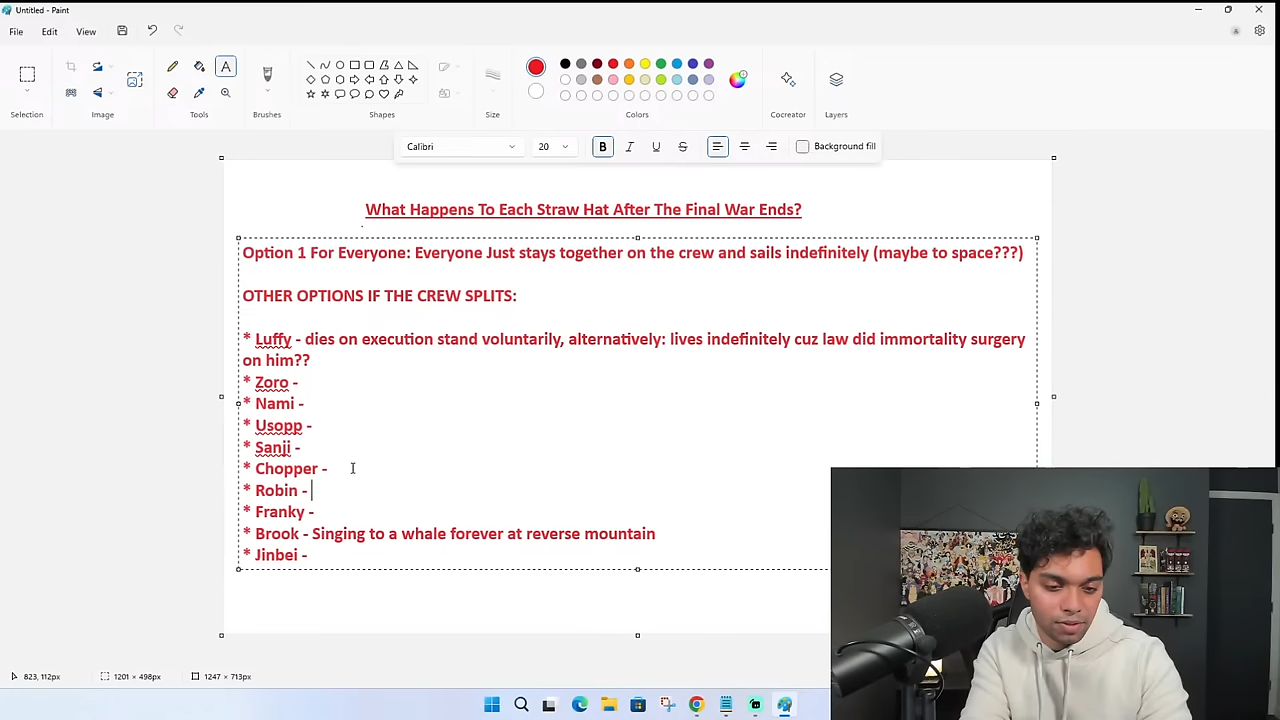 Untitled - Paint
File Edit View
Selection Image Tools Brushes Shapes Size Colors Cocreator Layers
Calibri 20 B I U S Background fill
What Happens To Each Straw Hat After The Final War Ends?
Option 1 For Everyone: Everyone Just stays together on the crew and sails indefinitely (maybe to space???)
OTHER OPTIONS IF THE CREW SPLITS:
* Luffy - dies on execution stand voluntarily, alternatively: lives indefinitely cuz law did immortality surgery
on him??
* Zoro -
* Nami -
* Usopp -
* Sanji -
* Chopper -
* Robin -
* Franky -
* Brook - Singing to a whale forever at reverse mountain
* Jinbei -
823, 112px 1201 × 498px 1247 × 713px